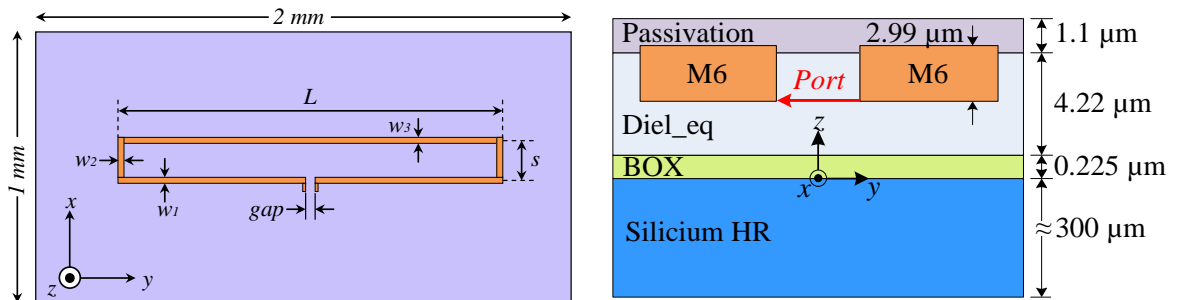 2 mm
1 mm
L
w3
w2
s
w1
gap
x
z
y
Passivation
2.99 µm
1.1 µm
M6
Port
M6
4.22 µm
Diel_eq
z
BOX
0.225 µm
x
y
Silicium HR
≈300 µm